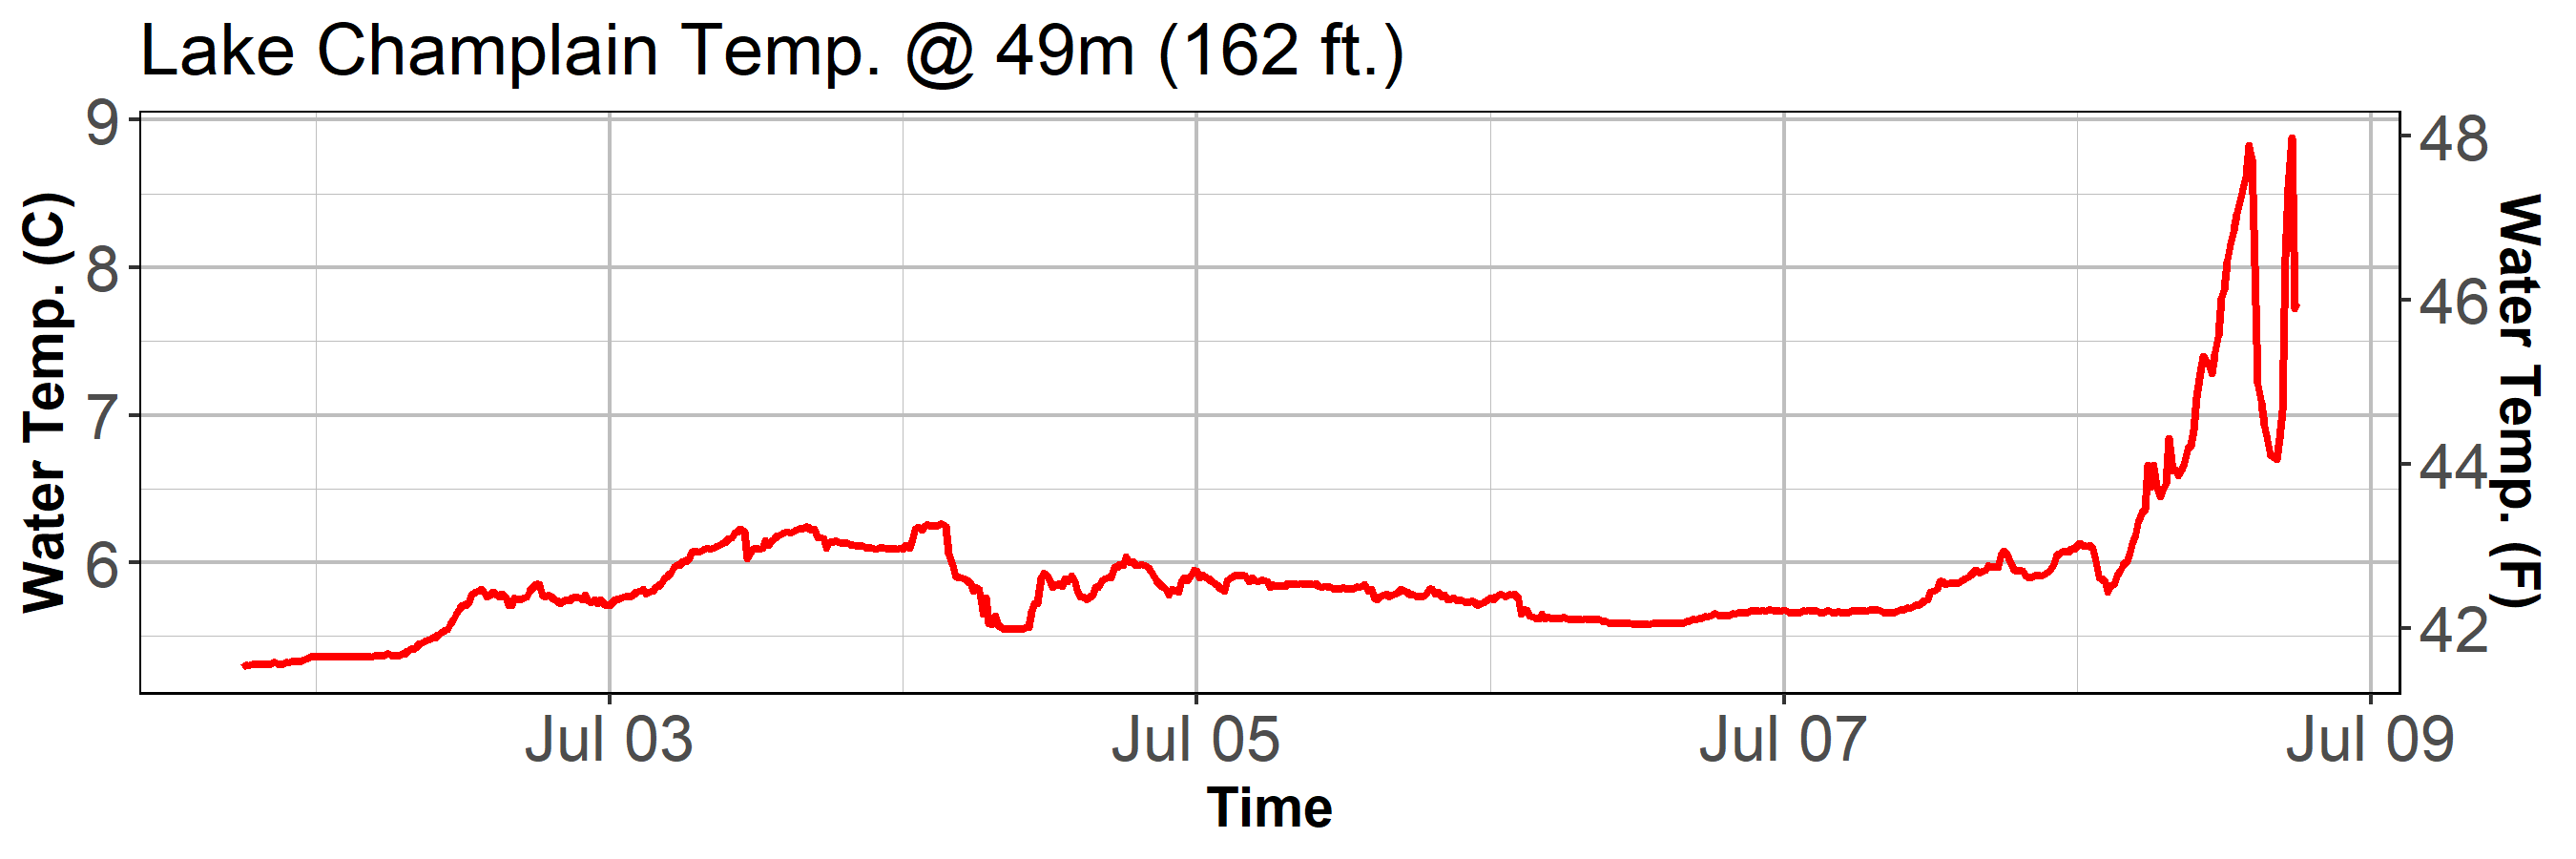 Lake Champlain Temp. @ 49m (162 ft.)
Water Temp. (C)
9
8
7
6
48
46
44
42
Water Temp. (F)
Jul 03
Jul 05
Jul 07
Jul 09
Time